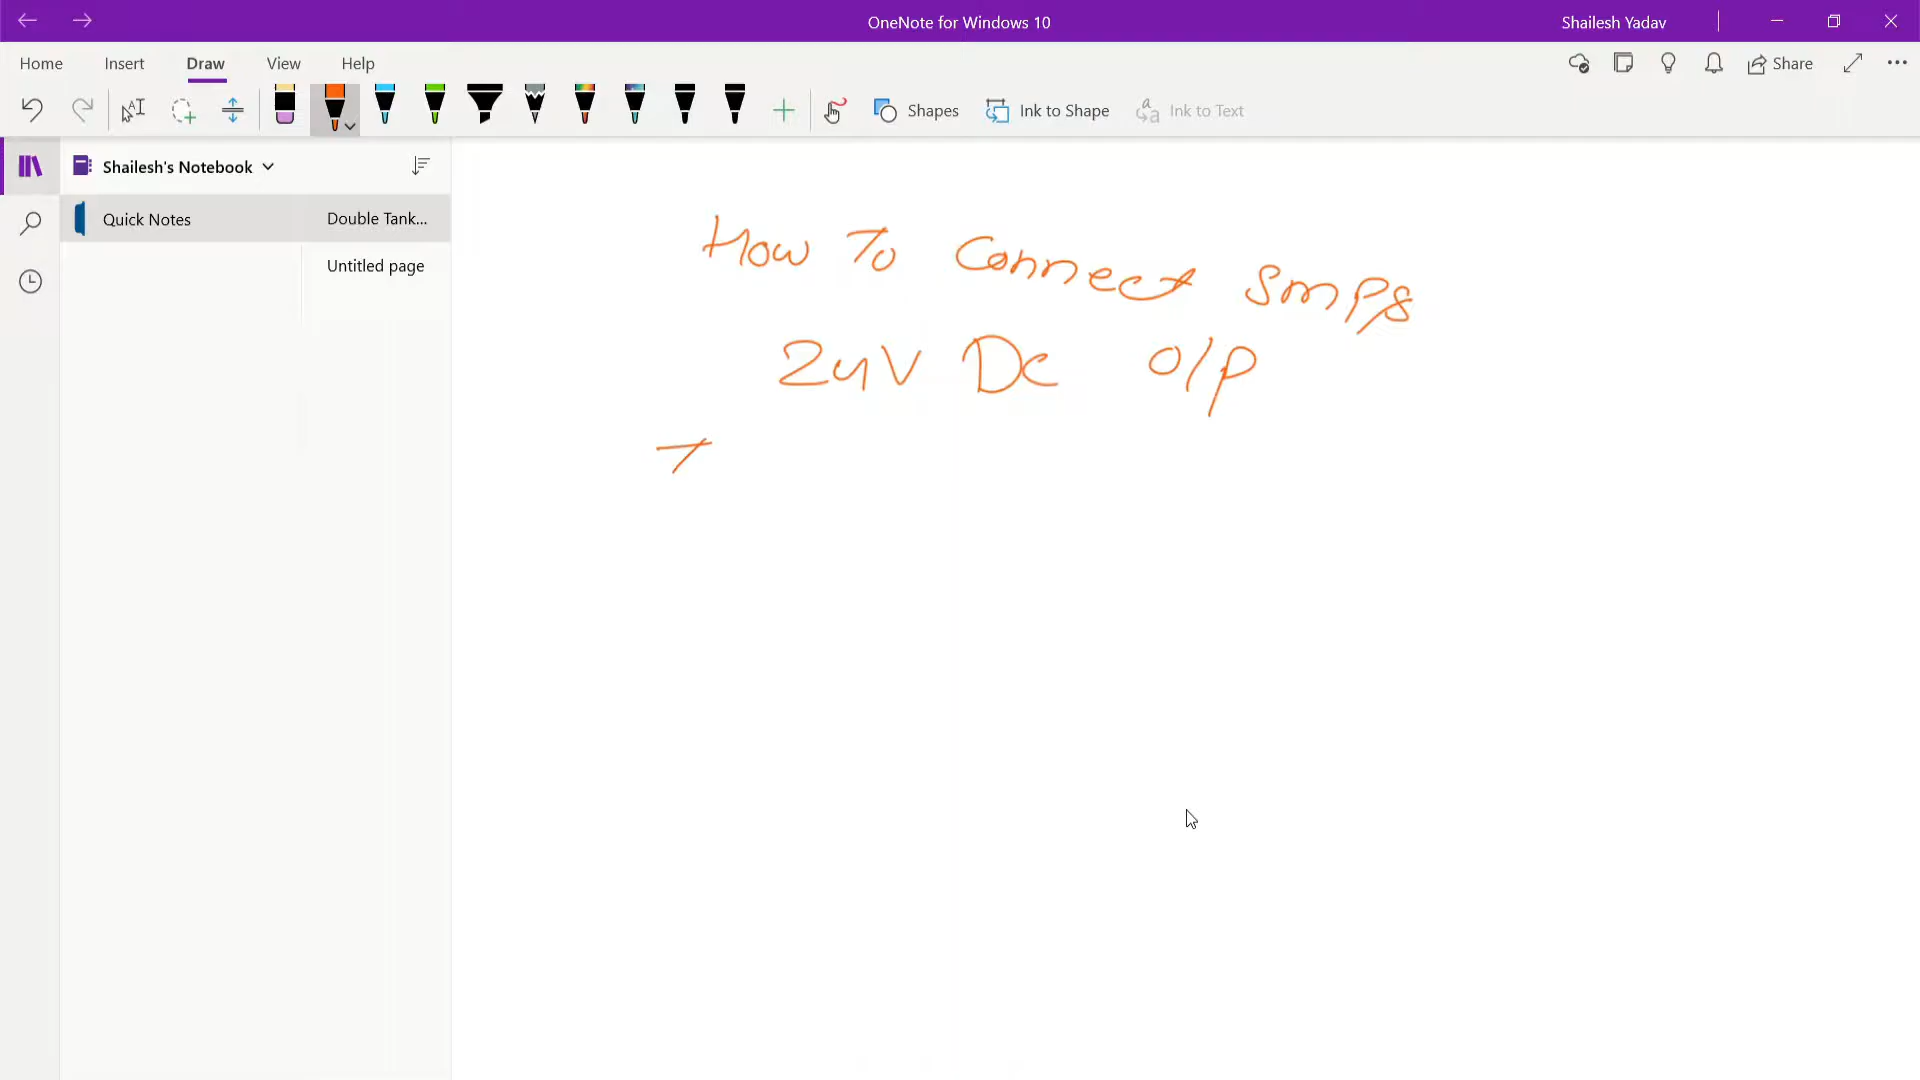 OneNote for Windows 10
Shailesh Yadav
Home Insert Draw View Help
Share
Shapes Ink to Shape Ink to Text
Shailesh's Notebook
Quick Notes
Double Tank...
Untitled page
How To Connect Smps
24V DC O/P